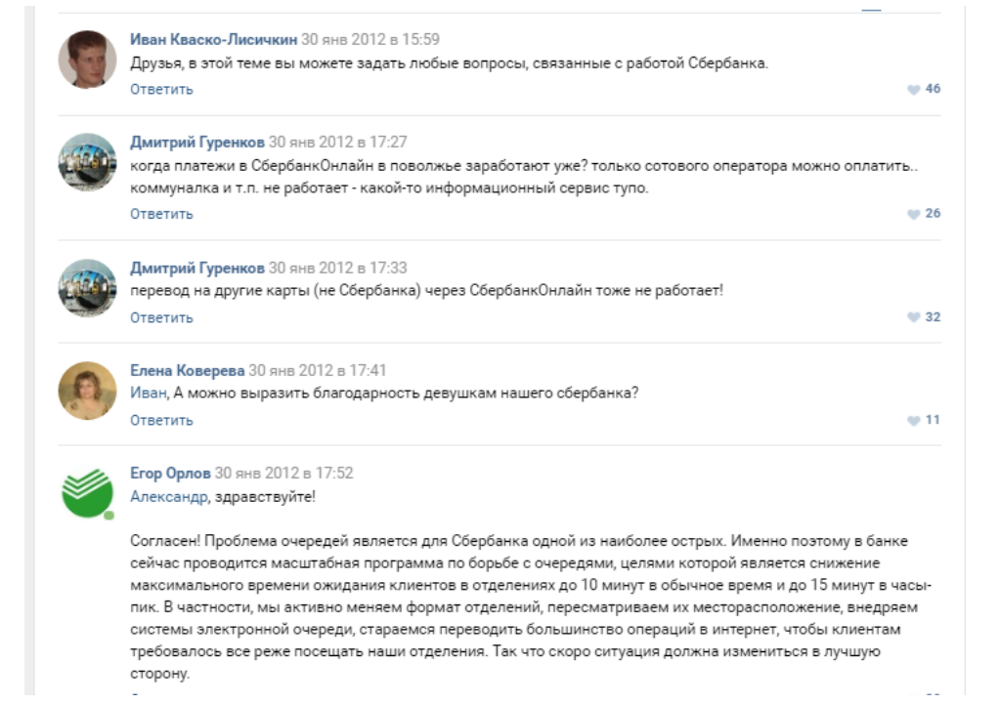 Иван Кваско-Лисичкин 30 янв 2012 в 15:59
Друзья, в этой теме вы можете задать любые вопросы, связанные с работой Сбербанка.
Ответить 46
Дмитрий Гуренков 30 янв 2012 в 17:27
когда платежи в СбербанкОнлайн в поволжье заработают уже? только сотового оператора можно оплатить..
коммуналка и т.п. не работает - какой-то информационный сервис тупо.
Ответить 26
Дмитрий Гуренков 30 янв 2012 в 17:33
перевод на другие карты (не Сбербанка) через СбербанкОнлайн тоже не работает!
Ответить 32
Елена Коверева 30 янв 2012 в 17:41
Иван, А можно выразить благодарность девушкам нашего сбербанка?
Ответить 11
Егор Орлов 30 янв 2012 в 17:52
Александр, здравствуйте!
Согласен! Проблема очередей является для Сбербанка одной из наиболее острых. Именно поэтому в банке
сейчас проводится масштабная программа по борьбе с очередями, целями которой является снижение
максимального времени ожидания клиентов в отделениях до 10 минут в обычное время и до 15 минут в часы-
пик. В частности, мы активно меняем формат отделений, пересматриваем их месторасположение, внедряем
системы электронной очереди, стараемся переводить большинство операций в интернет, чтобы клиентам
требовалось все реже посещать наши отделения. Так что скоро ситуация должна измениться в лучшую
сторону.